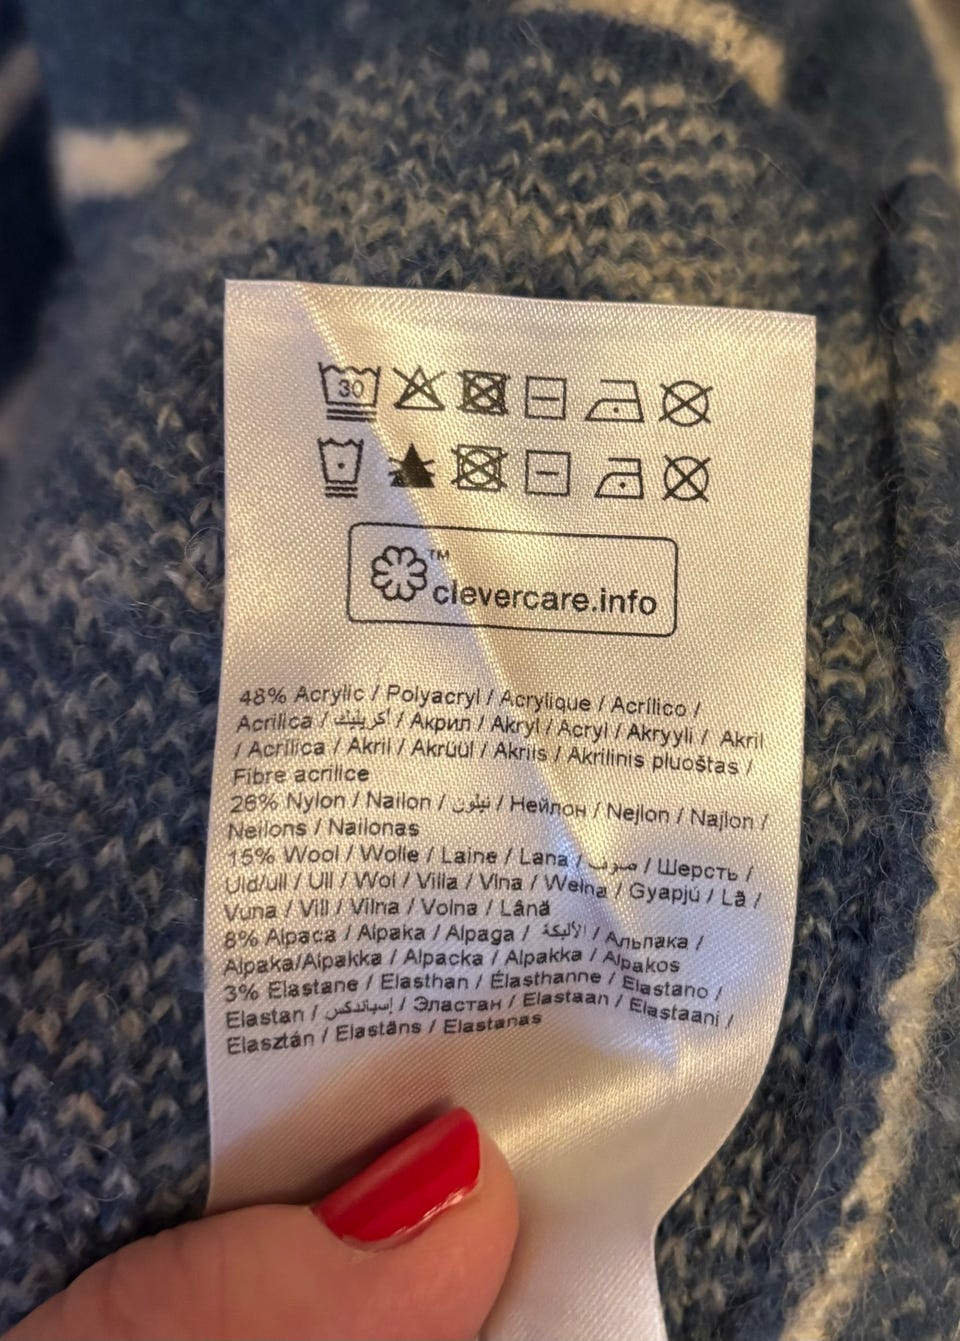 30
™
clevercare.info
48% Acrylic / Polyacryl / Acrylique / Acrílico /
Acrilica / أكريليك / Акрил / Akryl / Acryl / Akryyli / Akril
/ Acrílica / Akril / Akrüül / Akrils / Akrilinis pluoštas /
Fibre acrilice
26% Nylon / Nailon / نيلون / Нейлон / Nejlon / Najlon /
Neilons / Nailonas
15% Wool / Wolle / Laine / Lana / صوف / Шерсть /
Uld/ull / Ull / Wol / Villa / Vlna / Wełna / Gyapjú / Lã /
Vuna / Vill / Vilna / Volna / Lână
8% Alpaca / Alpaka / Alpaga / الألبكة / Альпака /
Alpaka/Alpakka / Alpacka / Alpakka / Alpakos
3% Elastane / Elasthan / Élasthanne / Elastano /
Elastan / إسباندكس / Эластан / Elastaan / Elastaani /
Elasztán / Elastāns / Elastanas